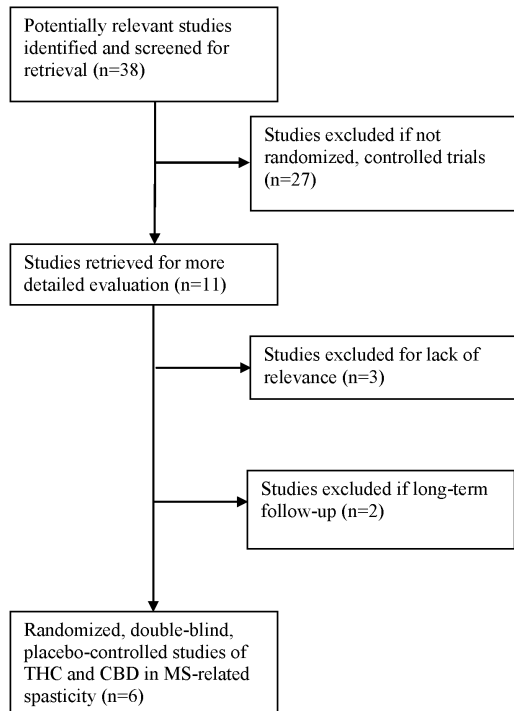 Potentially relevant studies
identified and screened for
retrieval (n=38)
Studies excluded if not
randomized, controlled trials
(n=27)
Studies retrieved for more
detailed evaluation (n=11)
Studies excluded for lack of
relevance (n=3)
Studies excluded if long-term
follow-up (n=2)
Randomized, double-blind,
placebo-controlled studies of
THC and CBD in MS-related
spasticity (n=6)